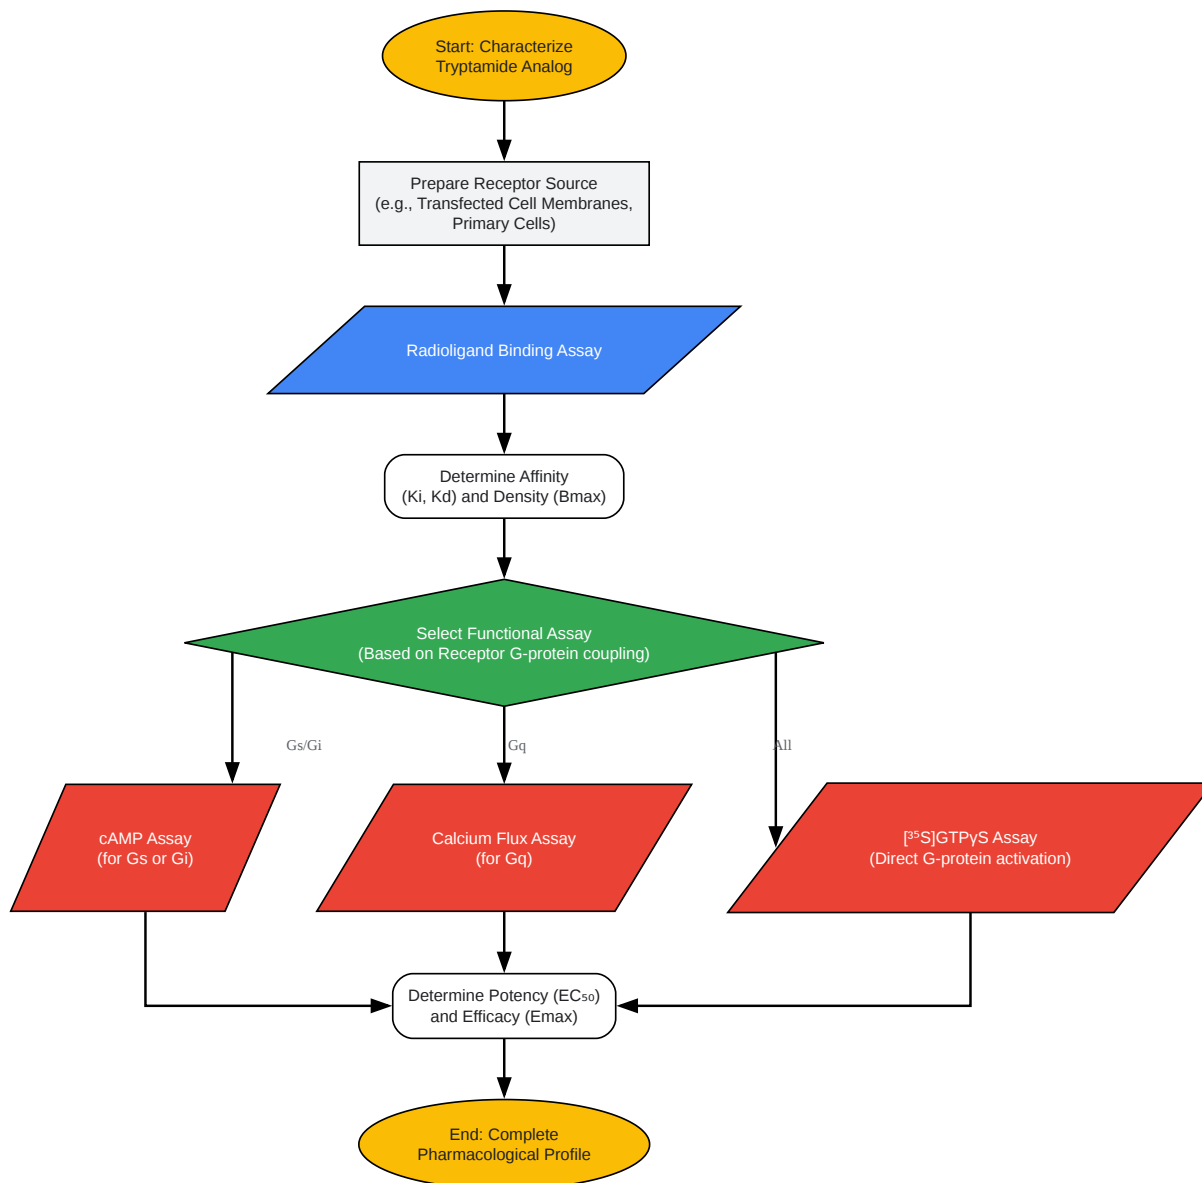 Start: Characterize
Tryptamide Analog
Prepare Receptor Source
(e.g., Transfected Cell Membranes,
Primary Cells)
Radioligand Binding Assay
Determine Affinity
(Ki, Kd) and Density (Bmax)
Select Functional Assay
(Based on Receptor G-protein coupling)
Gs/Gi
Gq
All
cAMP Assay
(for Gs or Gi)
Calcium Flux Assay
(for Gq)
[³⁵S]GTPγS Assay
(Direct G-protein activation)
Determine Potency (EC₅₀)
and Efficacy (Emax)
End: Complete
Pharmacological Profile